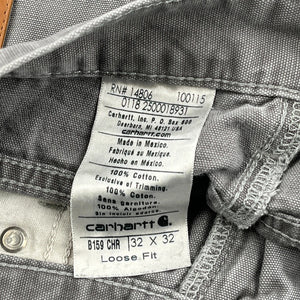 RN# 14806 100115
0118 2500018931
Carhartt, Inc. P.O. Box 600
Dearborn, MI 48121 USA
carhartt.com
Made in Mexico.
Fabriqué au Mexique.
Hecho en México.
100% Cotton.
Exclusive of Trimming.
100% Coton.
Sans Garniture.
100% Algodon.
Sin incluir adorno
carhartt
B159 CHR 32 X 32
Loose Fit